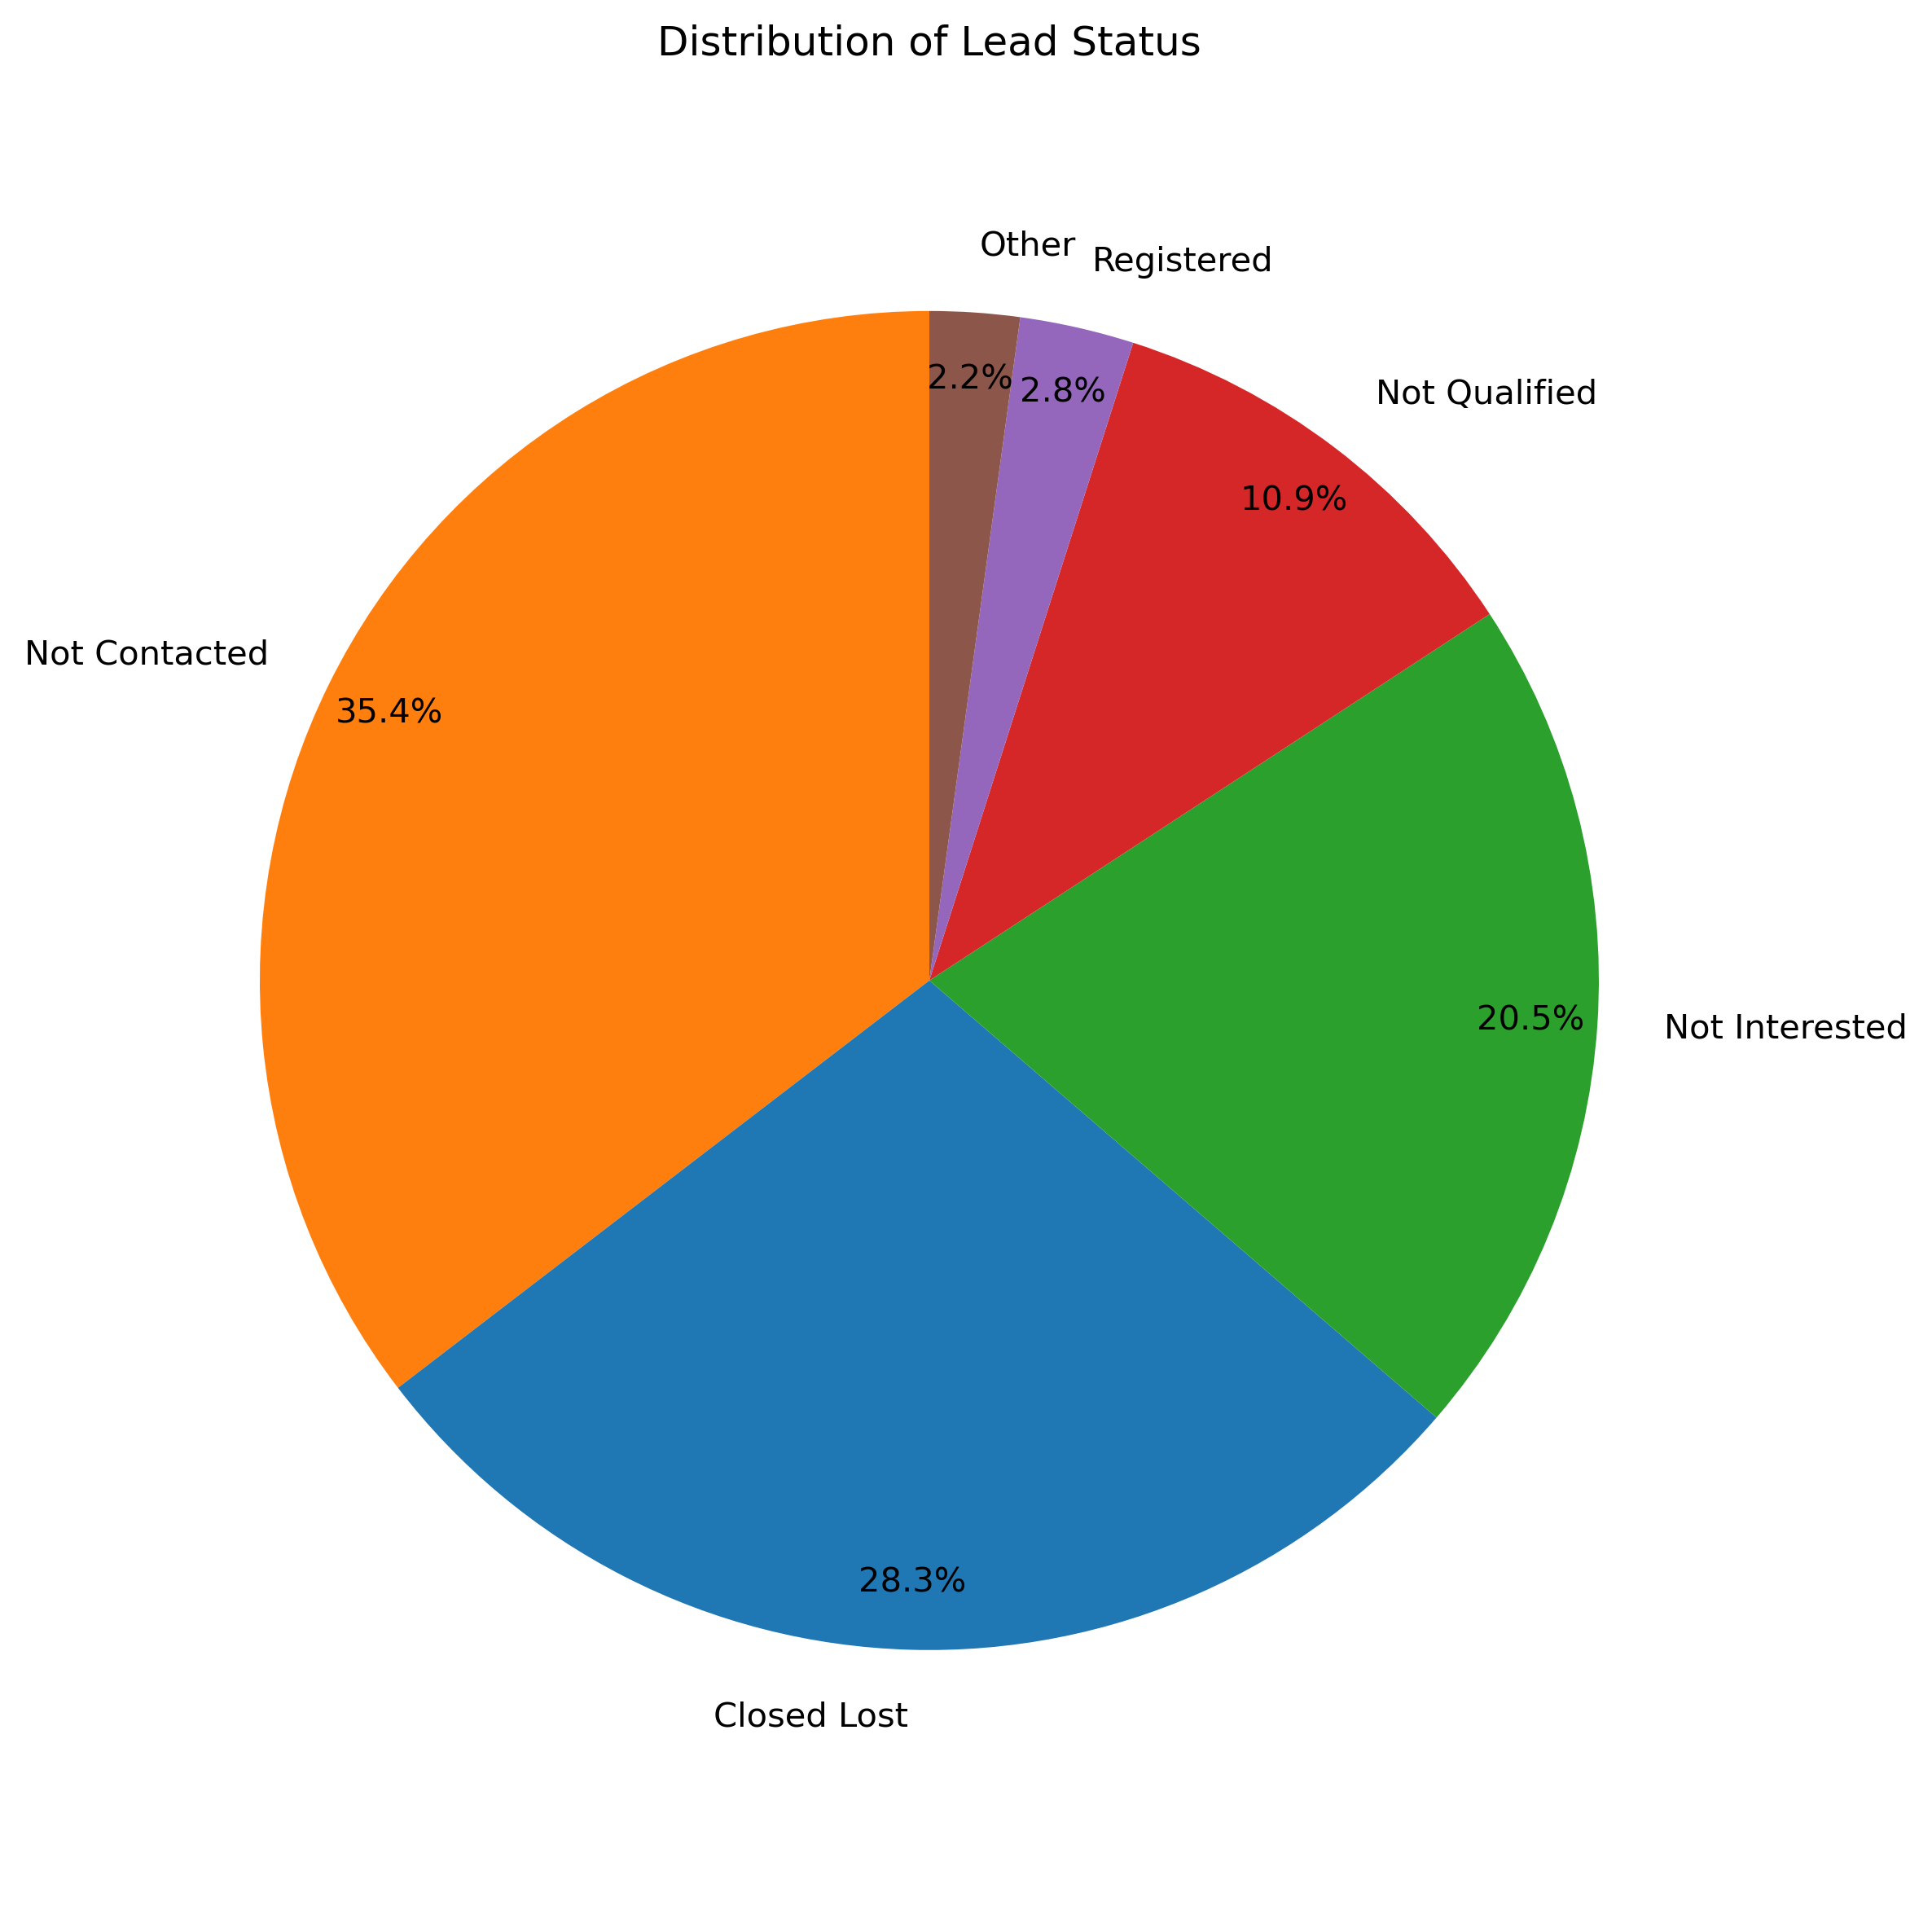 Distribution of Lead Status
Other
Registered
2.2%
2.8%
Not Qualified
10.9%
Not Contacted
35.4%
20.5%
Not Interested
28.3%
Closed Lost